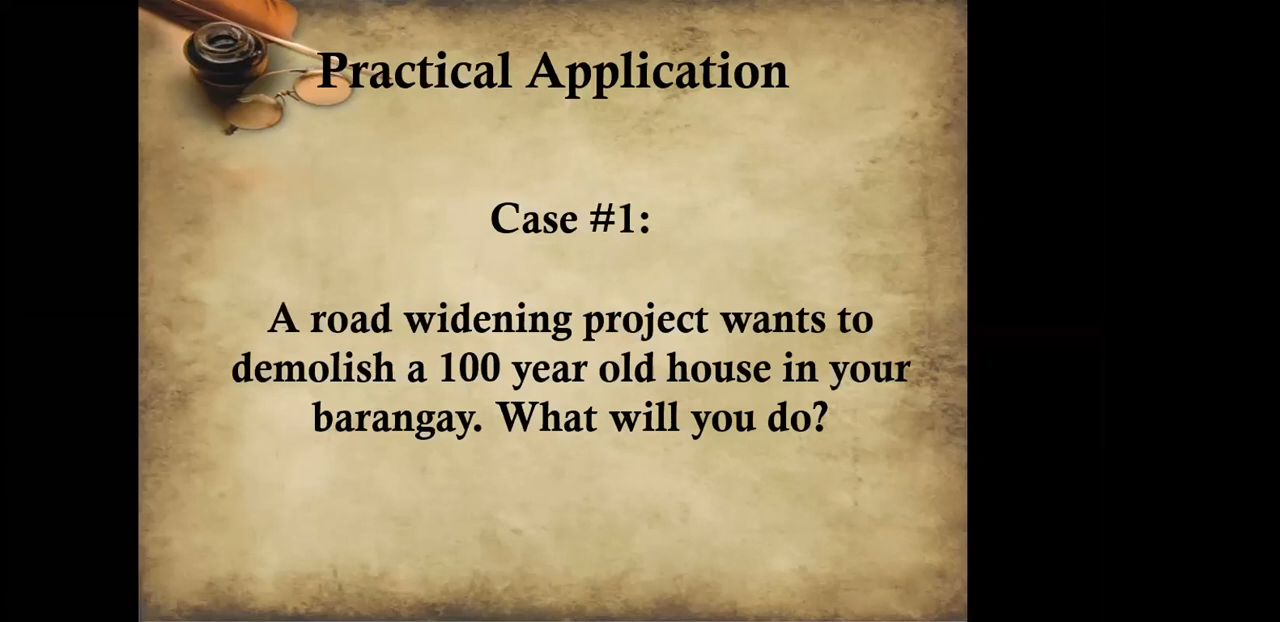 Practical Application
Case #1:
A road widening project wants to
demolish a 100 year old house in your
barangay. What will you do?